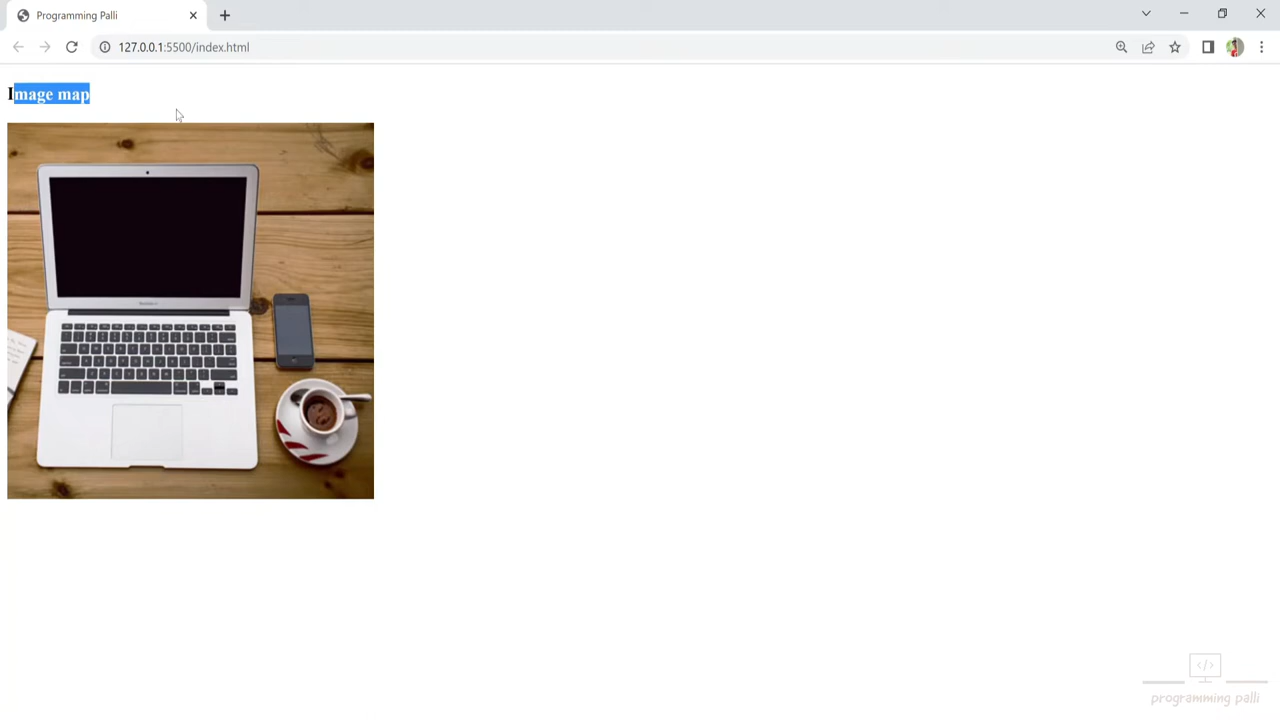 Programming Palli
127.0.0.1:5500/index.html
Image map
</>
programming palli